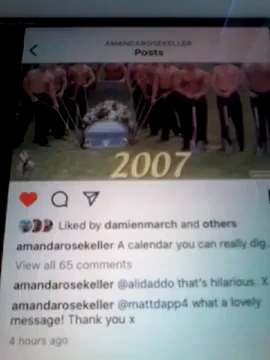 AMANDAROSEKELLER
Posts
2007
Liked by damienmarch and others
amandarosekeller A calendar you can really dig.
View all 65 comments
amandarosekeller @alidaddo that's hilarious. X
amandarosekeller @mattdapp4 what a lovely
message! Thank you x
4 hours ago